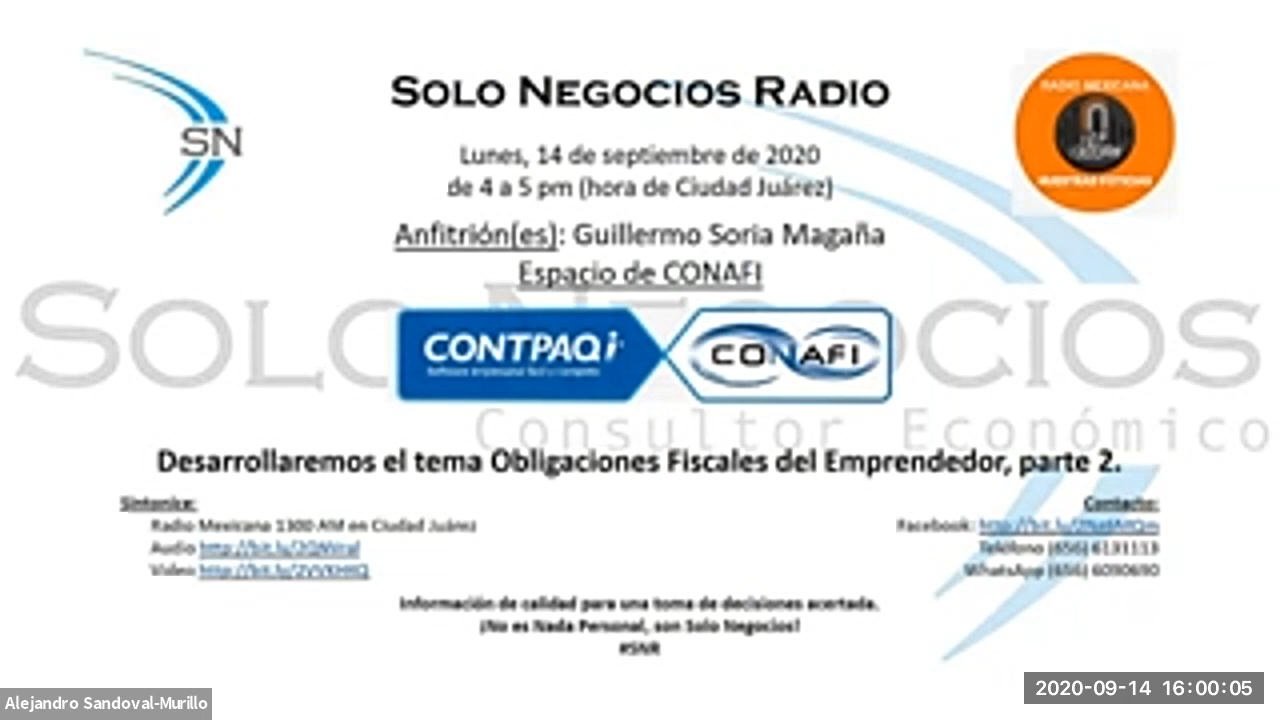 SN
SOLO NEGOCIOS RADIO
Lunes, 14 de septiembre de 2020
de 4 a 5 pm (hora de Ciudad Juárez)
Anfitrión(es): Guillermo Soria Magaña
Espacio de CONAFI
RADIO MEXICANA
SOLO NEGOCIOS
CONTPAQi
CONAFI
Consultor Económico
Desarrollaremos el tema Obligaciones Fiscales del Emprendedor, parte 2.
Sintonice:
Radio Mexicana 1300 AM en Ciudad Juárez
Audio
Video
Contacto:
Facebook:
Teléfono (656) 6131113
WhatsApp (656)
Información de calidad para una toma de decisiones acertada.
¡No es Nada Personal, son Solo Negocios!
#SNR
Alejandro Sandoval-Murillo
2020-09-14 16:00:05